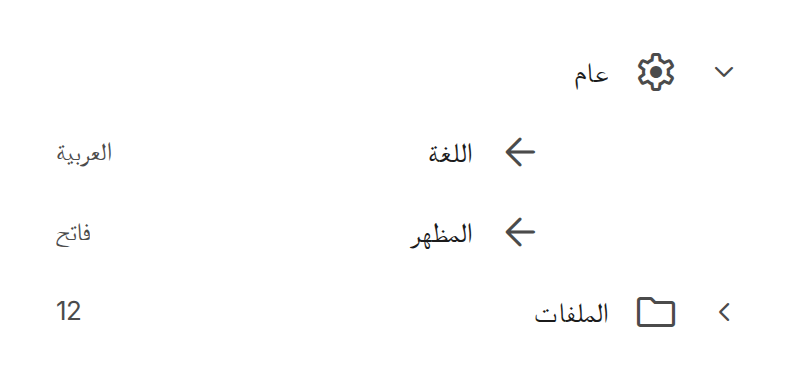 عام
اللغة العربية
المظهر فاتح
الملفات 12